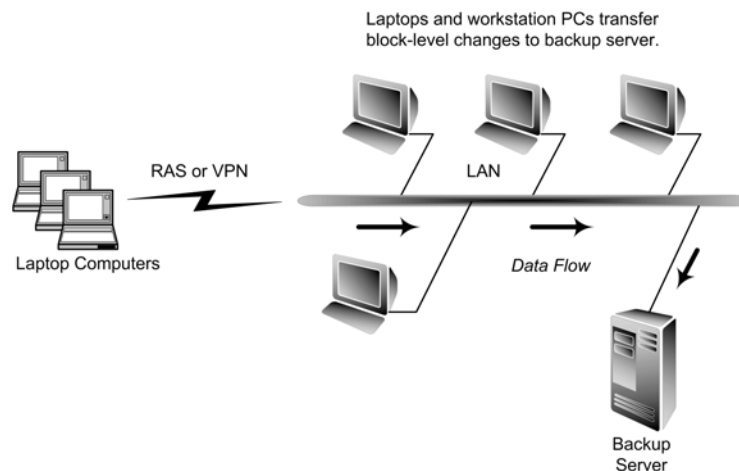 Laptops and workstation PCs transfer
block-level changes to backup server.
RAS or VPN
LAN
Laptop Computers
Data Flow
Backup
Server